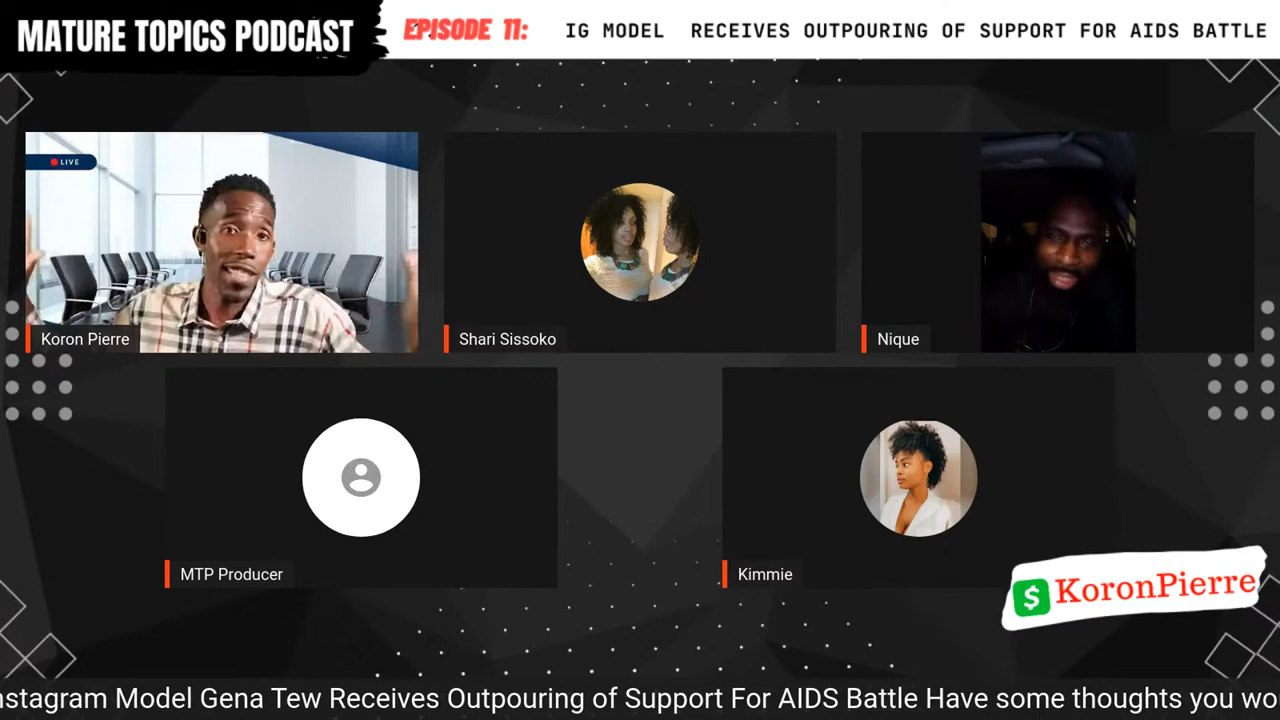 MATURE TOPICS PODCAST
EPISODE 11:
IG MODEL RECEIVES OUTPOURING OF SUPPORT FOR AIDS BATTLE
LIVE
Koron Pierre
Shari Sissoko
Nique
MTP Producer
Kimmie
$ KoronPierre
nstagram Model Gena Tew Receives Outpouring of Support For AIDS Battle Have some thoughts you wo